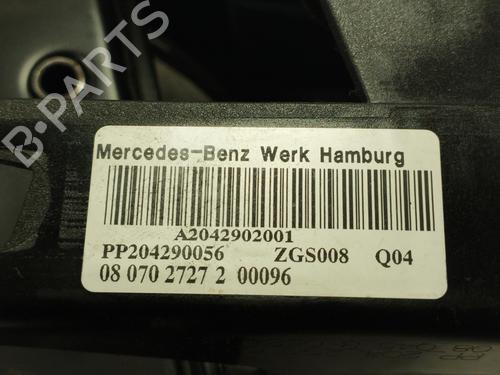 B-PARTS
Mercedes-Benz Werk Hamburg
A2042902001
PP204290056 ZGS008 Q04
08 070 2727 2 00096